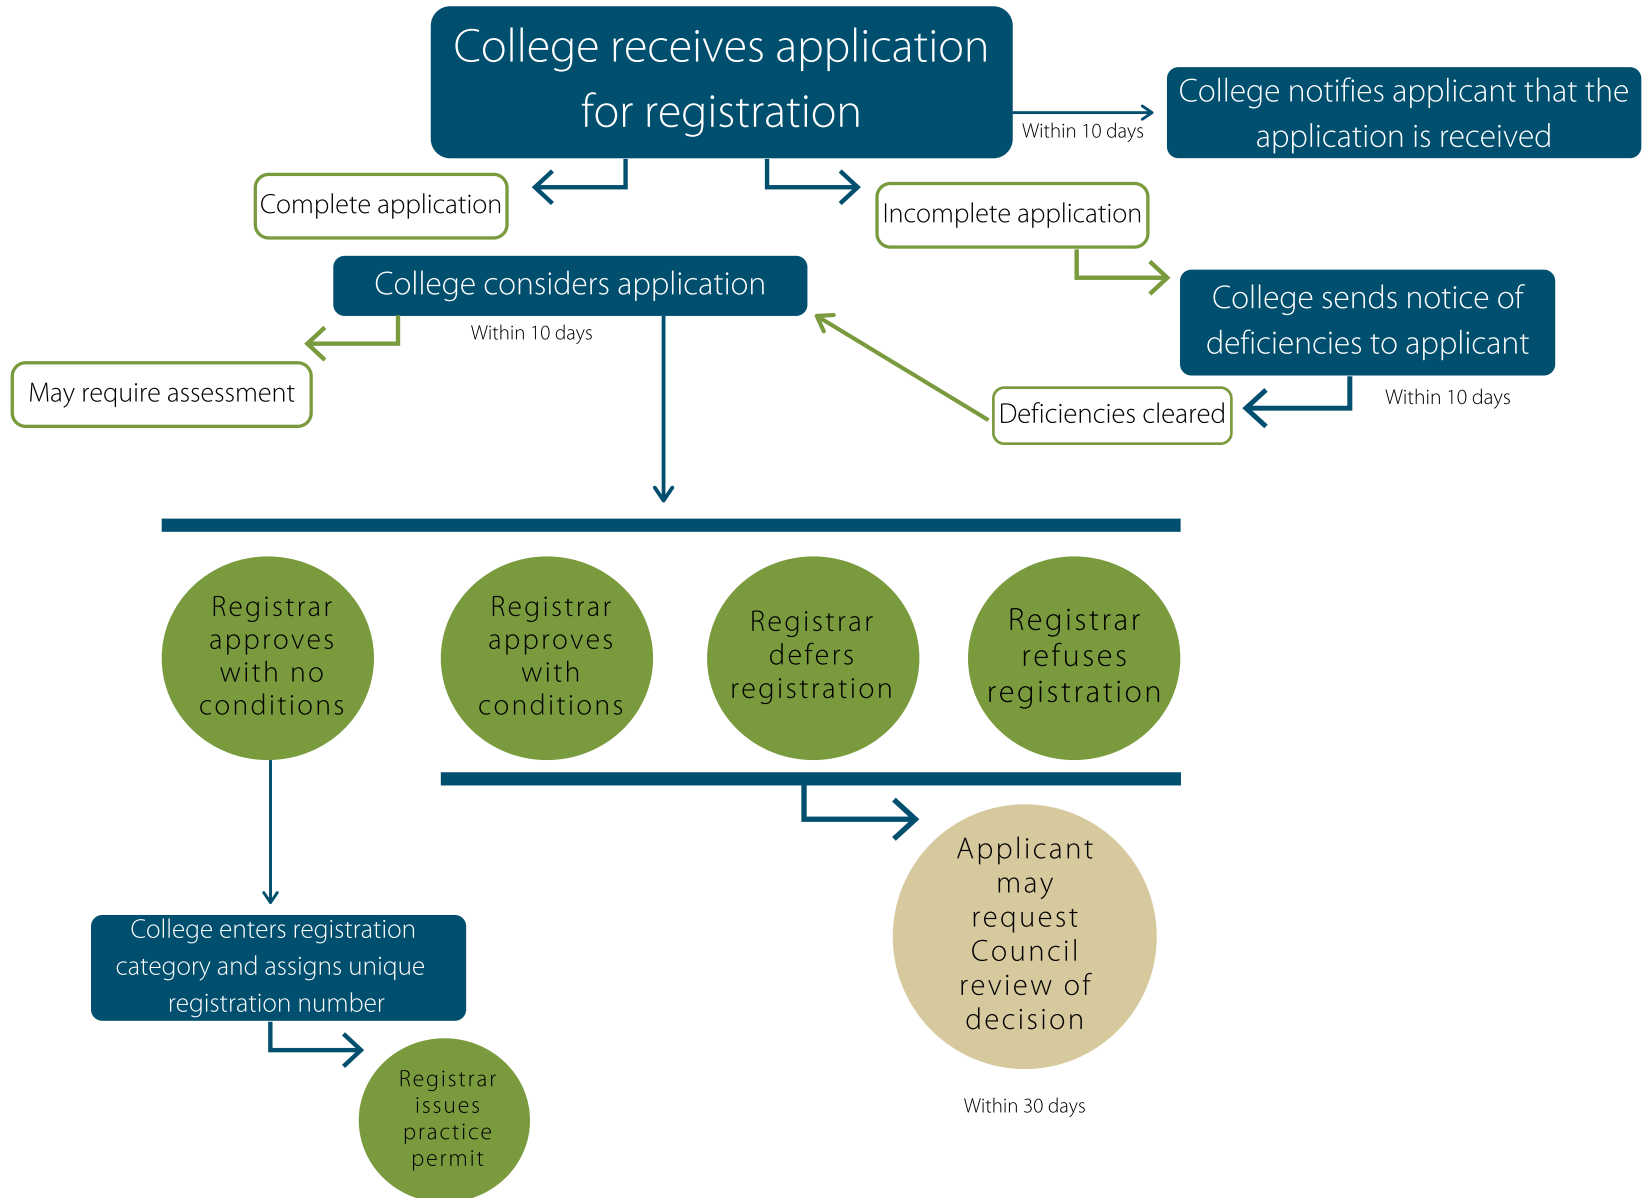 College receives application
for registration
Within 10 days
College notifies applicant that the
application is received
Complete application
Incomplete application
College considers application
Within 10 days
College sends notice of
deficiencies to applicant
Within 10 days
May require assessment
Deficiencies cleared
Registrar
approves
with no
conditions
Registrar
approves
with
conditions
Registrar
defers
registration
Registrar
refuses
registration
Applicant
may
request
Council
review of
decision
Within 30 days
College enters registration
category and assigns unique
registration number
Registrar
issues
practice
permit